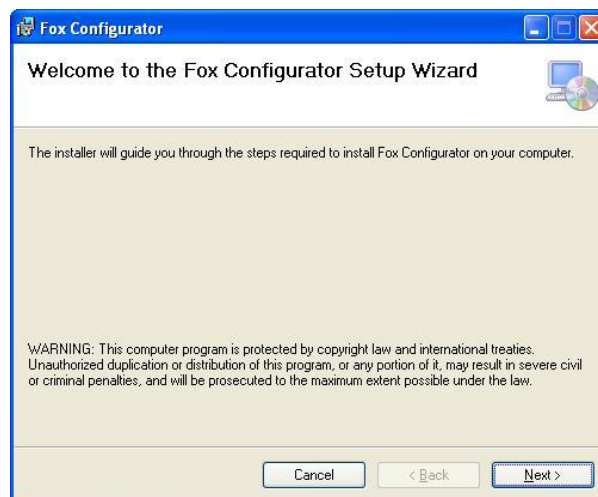 Fox Configurator
Welcome to the Fox Configurator Setup Wizard
The installer will guide you through the steps required to install Fox Configurator on your computer.
WARNING: This computer program is protected by copyright law and international treaties.
Unauthorized duplication or distribution of this program, or any portion of it, may result in severe civil
or criminal penalties, and will be prosecuted to the maximum extent possible under the law.
Cancel < Back Next >